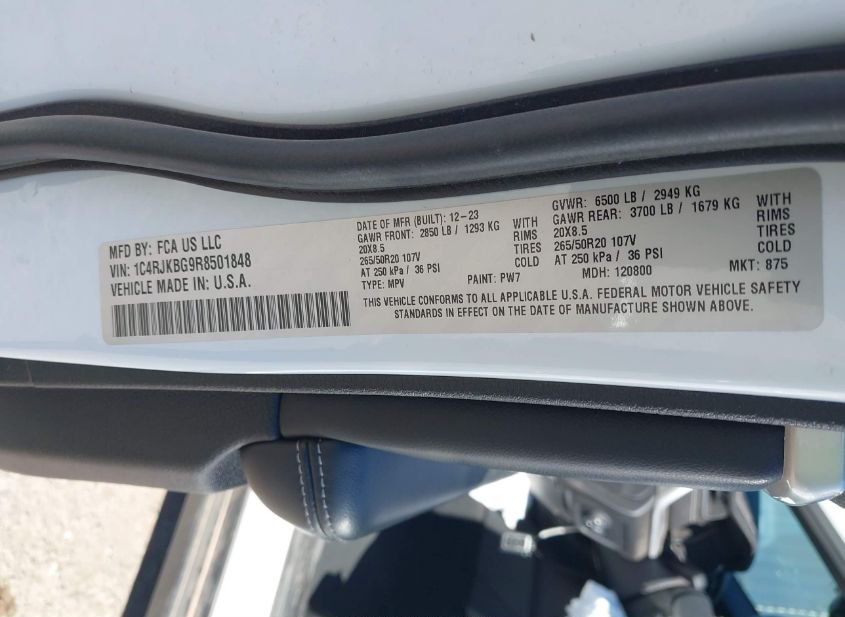 MFD BY: FCA US LLC
VIN: 1C4RJKBG9R8501848
VEHICLE MADE IN: U.S.A.
DATE OF MFR (BUILT): 12-23
GAWR FRONT: 2850 LB / 1293 KG WITH
20X8.5 RIMS
265/50R20 107V TIRES
AT 250 kPa / 36 PSI COLD
TYPE: MPV PAINT: PW7
GVWR: 6500 LB / 2949 KG
GAWR REAR: 3700 LB / 1679 KG WITH
20X8.5 RIMS
265/50R20 107V TIRES
AT 250 kPa / 36 PSI COLD
MDH: 120800 MKT: 875
THIS VEHICLE CONFORMS TO ALL APPLICABLE U.S.A. FEDERAL MOTOR VEHICLE SAFETY
STANDARDS IN EFFECT ON THE DATE OF MANUFACTURE SHOWN ABOVE.